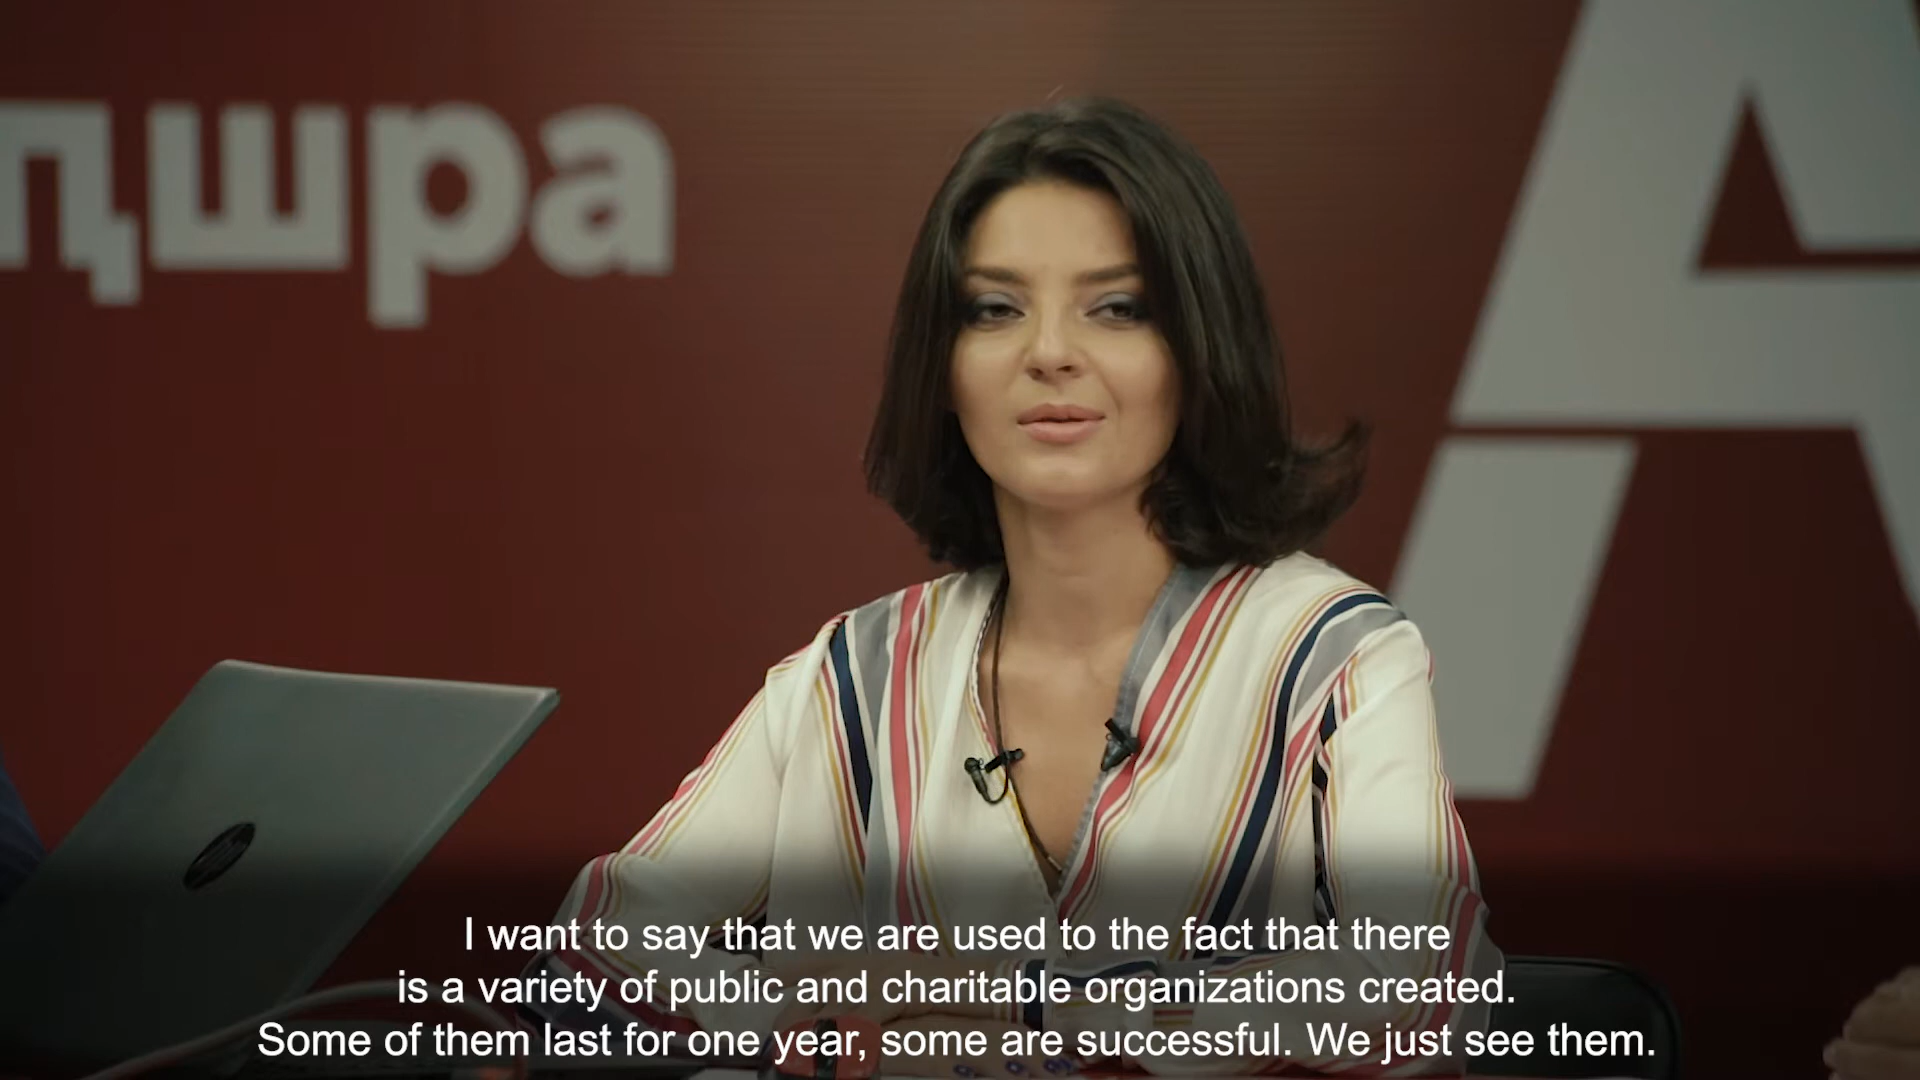 ԥшра
A
I want to say that we are used to the fact that there
is a variety of public and charitable organizations created.
Some of them last for one year, some are successful. We just see them.